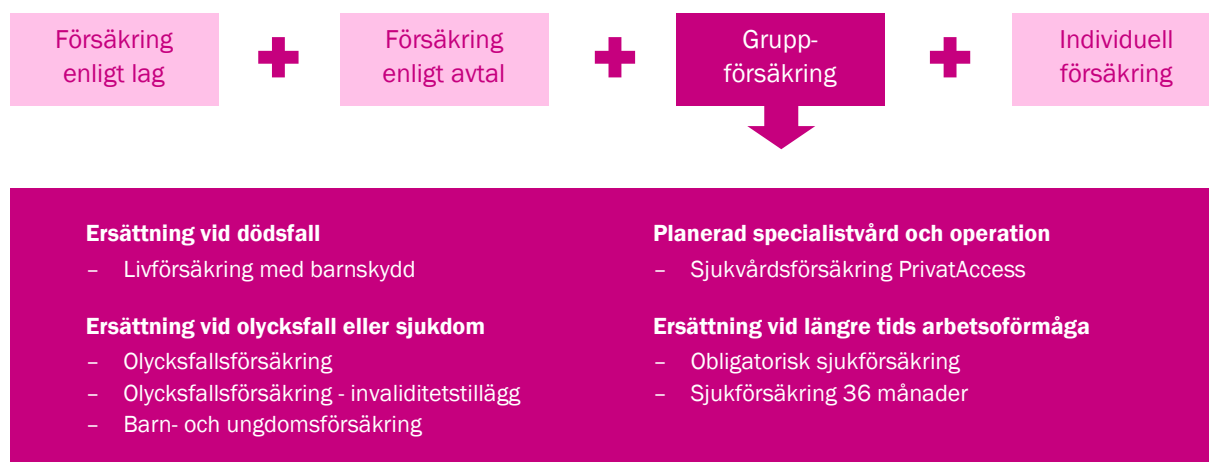 Försäkring
enligt lag
Försäkring
enligt avtal
Grupp-
försäkring
Individuell
försäkring
Ersättning vid dödsfall
– Livförsäkring med barnskydd
Ersättning vid olycksfall eller sjukdom
– Olycksfallsförsäkring
– Olycksfallsförsäkring - invaliditetstillägg
– Barn- och ungdomsförsäkring
Planerad specialistvård och operation
– Sjukvårdsförsäkring PrivatAccess
Ersättning vid längre tids arbetsoförmåga
– Obligatorisk sjukförsäkring
– Sjukförsäkring 36 månader